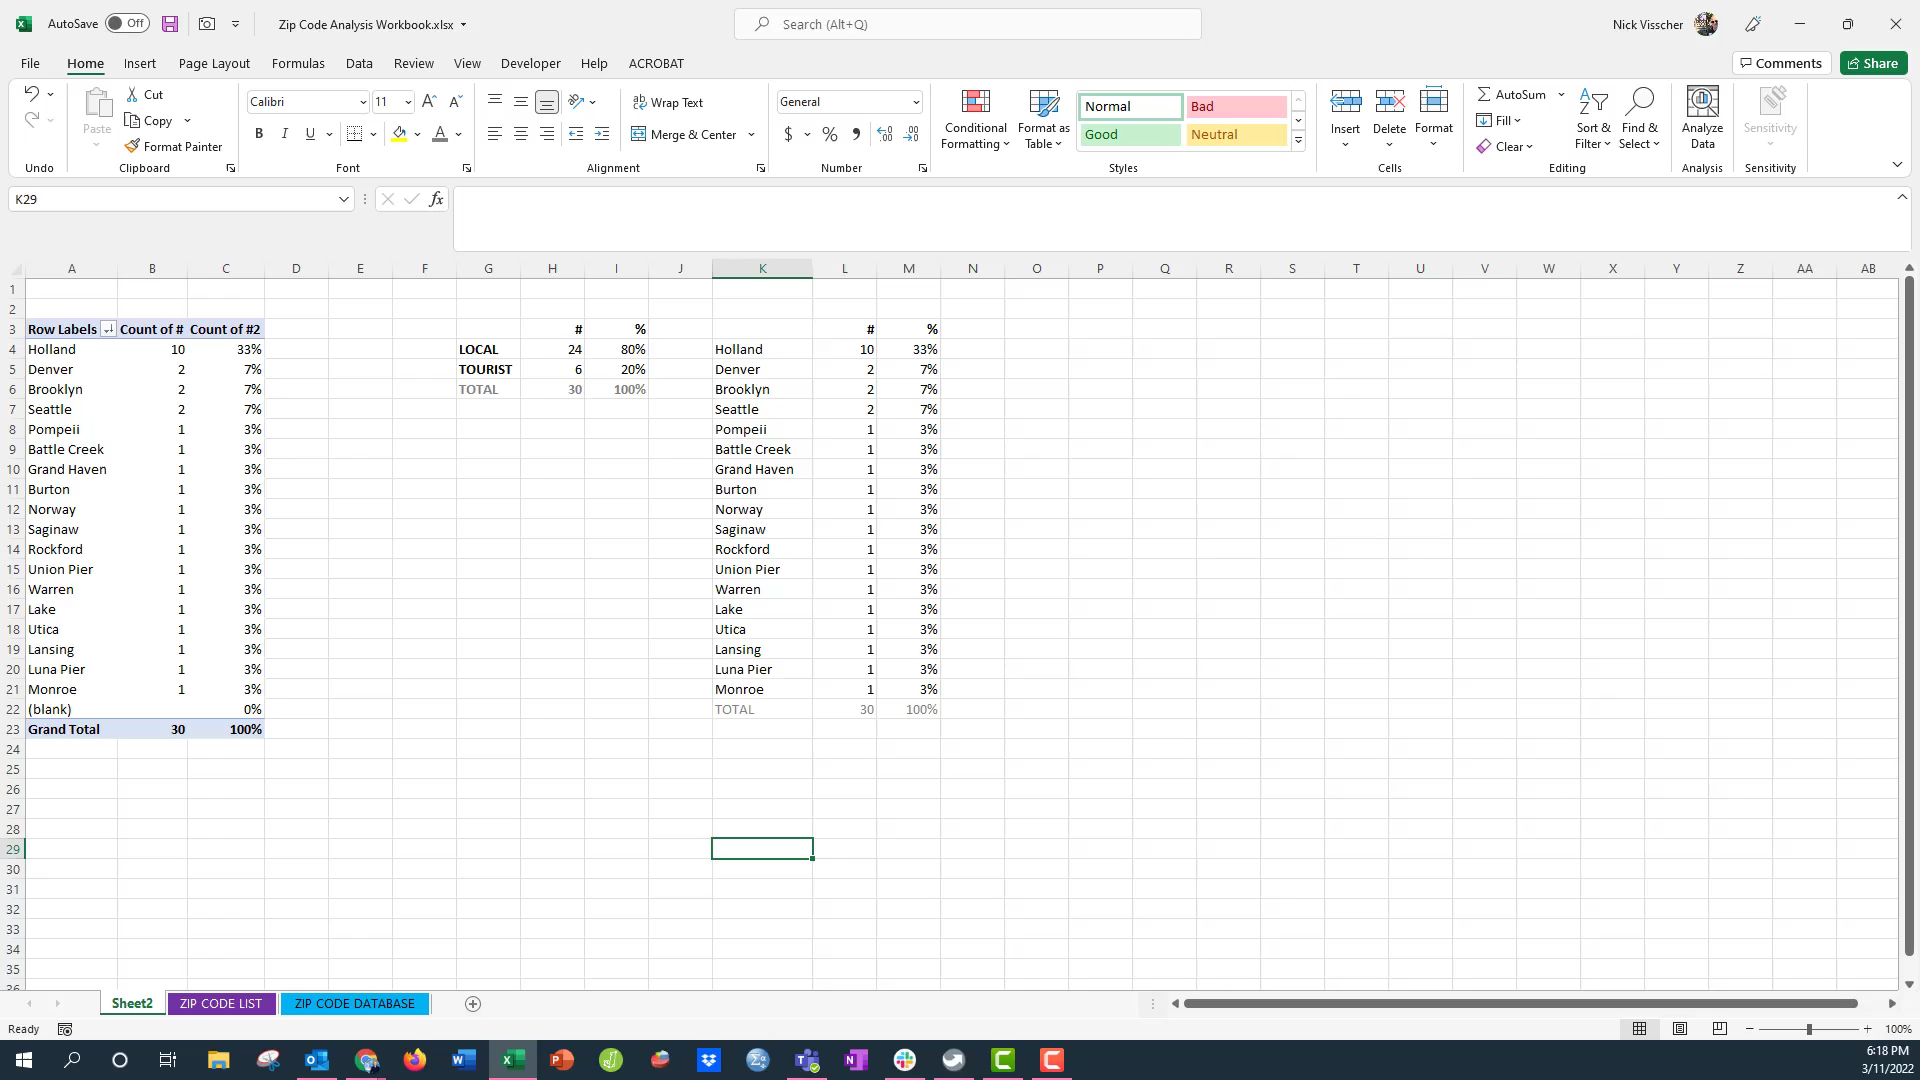 AutoSave Off Zip Code Analysis Workbook.xlsx Search (Alt+Q) Nick Visscher
File Home Insert Page Layout Formulas Data Review View Developer Help ACROBAT Comments Share
Paste Cut Copy Format Painter
Calibri 11 B I U A A A
Wrap Text Merge & Center
General $ % 9
Conditional Formatting Format as Table
Normal Bad Good Neutral
Insert Delete Format
AutoSum Fill Clear
Sort & Filter Find & Select
Analyze Data Sensitivity
Undo Clipboard Font Alignment Number Styles Cells Editing Analysis Sensitivity
K29 fx
A B C D E F G H I J K L M N O P Q R S T U V W X Y Z AA AB
1
2
3 Row Labels Count of # Count of #2 # % # %
4 Holland 10 33% LOCAL 24 80% Holland 10 33%
5 Denver 2 7% TOURIST 6 20% Denver 2 7%
6 Brooklyn 2 7% TOTAL 30 100% Brooklyn 2 7%
7 Seattle 2 7% Seattle 2 7%
8 Pompeii 1 3% Pompeii 1 3%
9 Battle Creek 1 3% Battle Creek 1 3%
10 Grand Haven 1 3% Grand Haven 1 3%
11 Burton 1 3% Burton 1 3%
12 Norway 1 3% Norway 1 3%
13 Saginaw 1 3% Saginaw 1 3%
14 Rockford 1 3% Rockford 1 3%
15 Union Pier 1 3% Union Pier 1 3%
16 Warren 1 3% Warren 1 3%
17 Lake 1 3% Lake 1 3%
18 Utica 1 3% Utica 1 3%
19 Lansing 1 3% Lansing 1 3%
20 Luna Pier 1 3% Luna Pier 1 3%
21 Monroe 1 3% Monroe 1 3%
22 (blank) 0% TOTAL 30 100%
23 Grand Total 30 100%
24
25
26
27
28
29
30
31
32
33
34
35
36
Sheet2 ZIP CODE LIST ZIP CODE DATABASE
Ready 100%
6:18 PM
3/11/2022